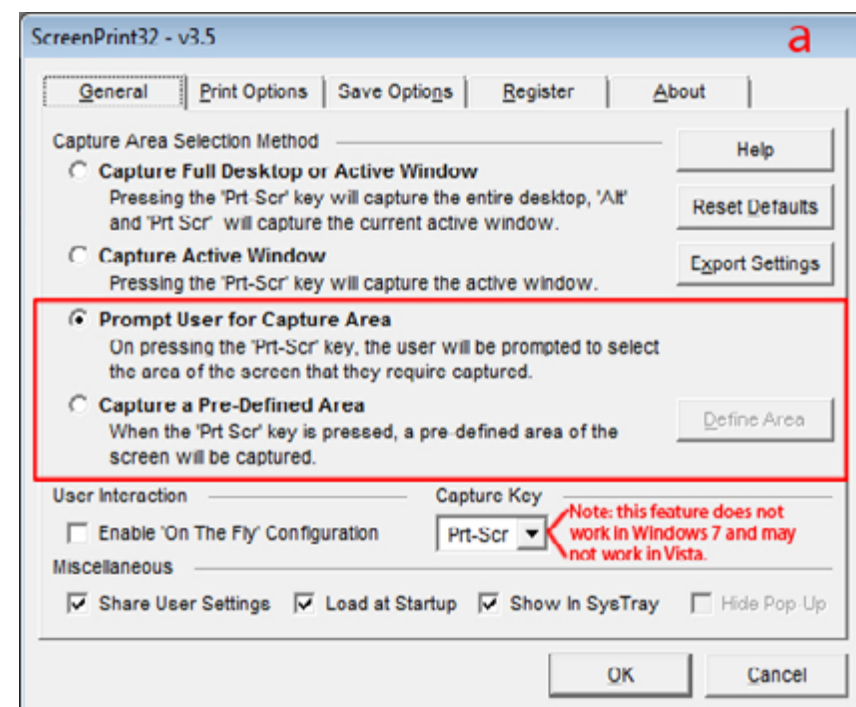 ScreenPrint32 - v3.5
a
General Print Options Save Options Register About
Capture Area Selection Method
Help
Capture Full Desktop or Active Window
Pressing the 'Prt-Scr' key will capture the entire desktop, 'Alt'
and 'Prt Scr' will capture the current active window.
Reset Defaults
Capture Active Window
Pressing the 'Prt-Scr' key will capture the active window.
Export Settings
Prompt User for Capture Area
On pressing the 'Prt-Scr' key, the user will be prompted to select
the area of the screen that they require captured.
Capture a Pre-Defined Area
When the 'Prt Scr' key is pressed, a pre-defined area of the
screen will be captured.
Define Area
User Interaction
Capture Key
Enable 'On The Fly' Configuration
Prt-Scr
Note: this feature does not
work in Windows 7 and may
not work in Vista.
Miscellaneous
Share User Settings Load at Startup Show In SysTray Hide Pop-Up
OK Cancel